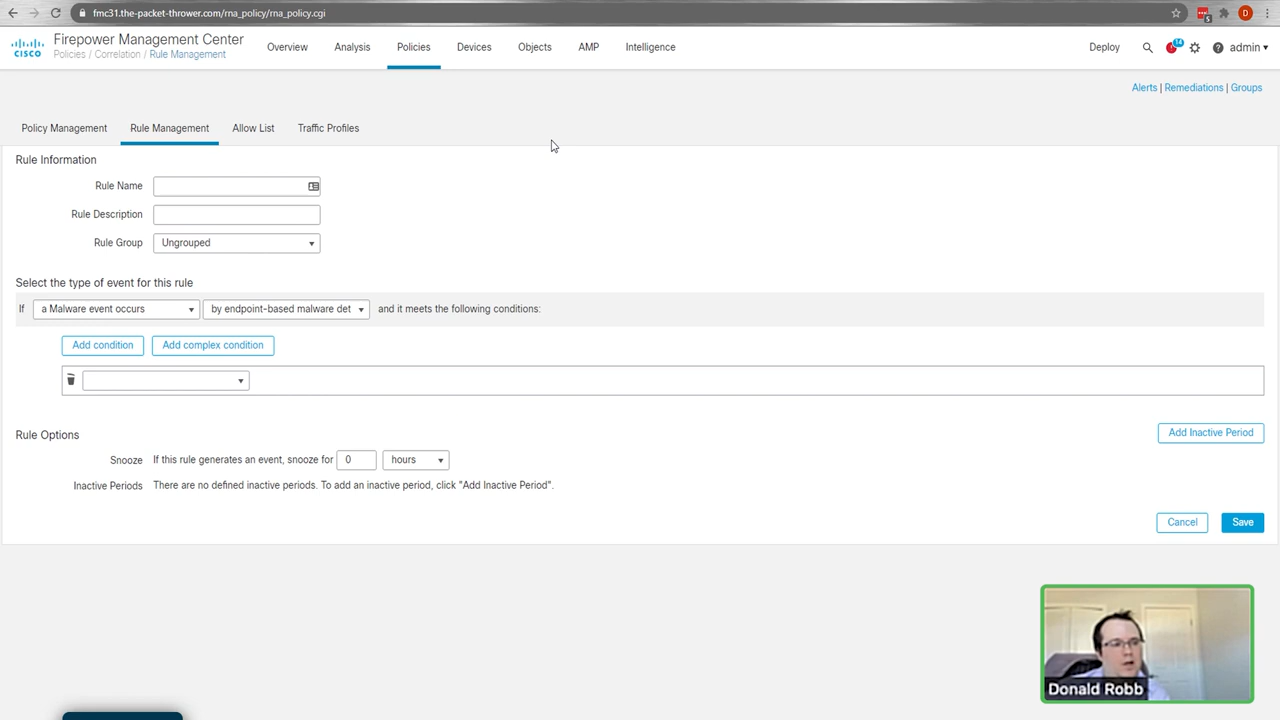 fmc31.the-packet-thrower.com/rna_policy/rna_policy.cgi
5
D
CISCO
Firepower Management Center
Policies / Correlation / Rule Management
Overview
Analysis
Policies
Devices
Objects
AMP
Intelligence
Deploy
14
admin
Alerts | Remediations | Groups
Policy Management
Rule Management
Allow List
Traffic Profiles
Rule Information
Rule Name
Rule Description
Rule Group
Ungrouped
Select the type of event for this rule
If a Malware event occurs by endpoint-based malware det and it meets the following conditions:
Add condition
Add complex condition
Rule Options
Add Inactive Period
Snooze If this rule generates an event, snooze for 0 hours
Inactive Periods There are no defined inactive periods. To add an inactive period, click "Add Inactive Period".
Cancel
Save
Donald Robb